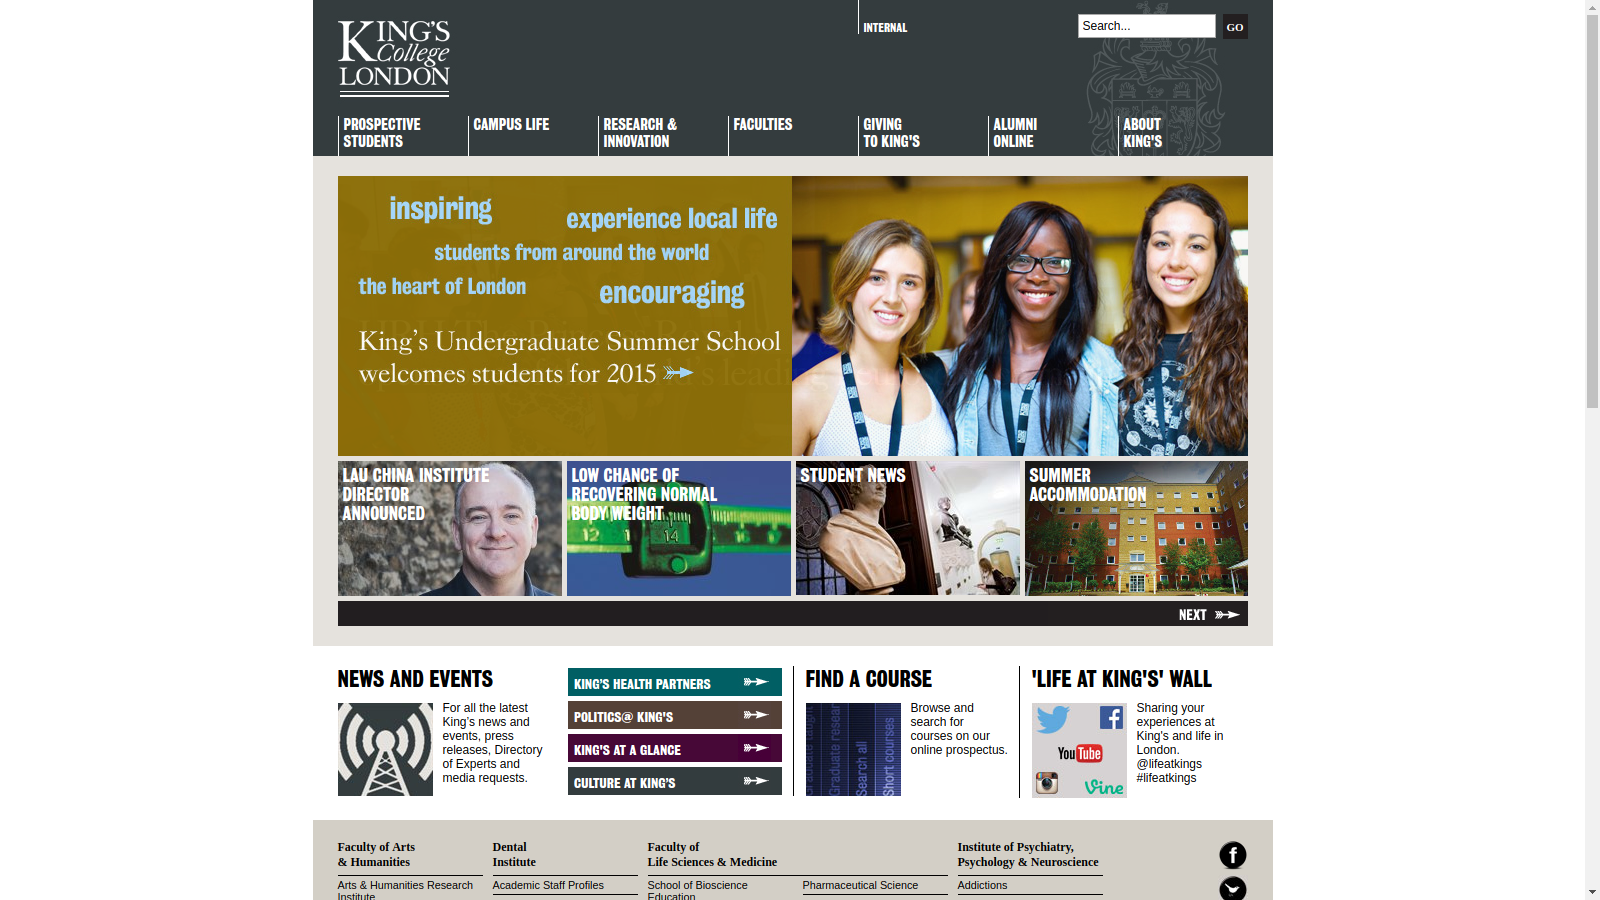 KING'S
College
LONDON
INTERNAL
Search...
GO
PROSPECTIVE
STUDENTS
CAMPUS LIFE
RESEARCH &
INNOVATION
FACULTIES
GIVING
TO KING'S
ALUMNI
ONLINE
ABOUT
KING'S
inspiring
experience local life
students from around the world
the heart of London
encouraging
King's Undergraduate Summer School
welcomes students for 2015
LAU CHINA INSTITUTE
DIRECTOR
ANNOUNCED
LOW CHANCE OF
RECOVERING NORMAL
BODY WEIGHT
12
14
STUDENT NEWS
SUMMER
ACCOMMODATION
NEXT
NEWS AND EVENTS
For all the latest
King's news and
events, press
releases, Directory
of Experts and
media requests.
KING'S HEALTH PARTNERS
POLITICS@ KING'S
KING'S AT A GLANCE
CULTURE AT KING'S
FIND A COURSE
Search all
Short courses
Browse and
search for
courses on our
online prospectus.
'LIFE AT KING'S' WALL
YouTube
Vine
Sharing your
experiences at
King's and life in
London.
@lifeatkings
#lifeatkings
Faculty of Arts
& Humanities
Arts & Humanities Research
Institute
Dental
Institute
Academic Staff Profiles
Faculty of
Life Sciences & Medicine
School of Bioscience
Education
Pharmaceutical Science
Institute of Psychiatry,
Psychology & Neuroscience
Addictions